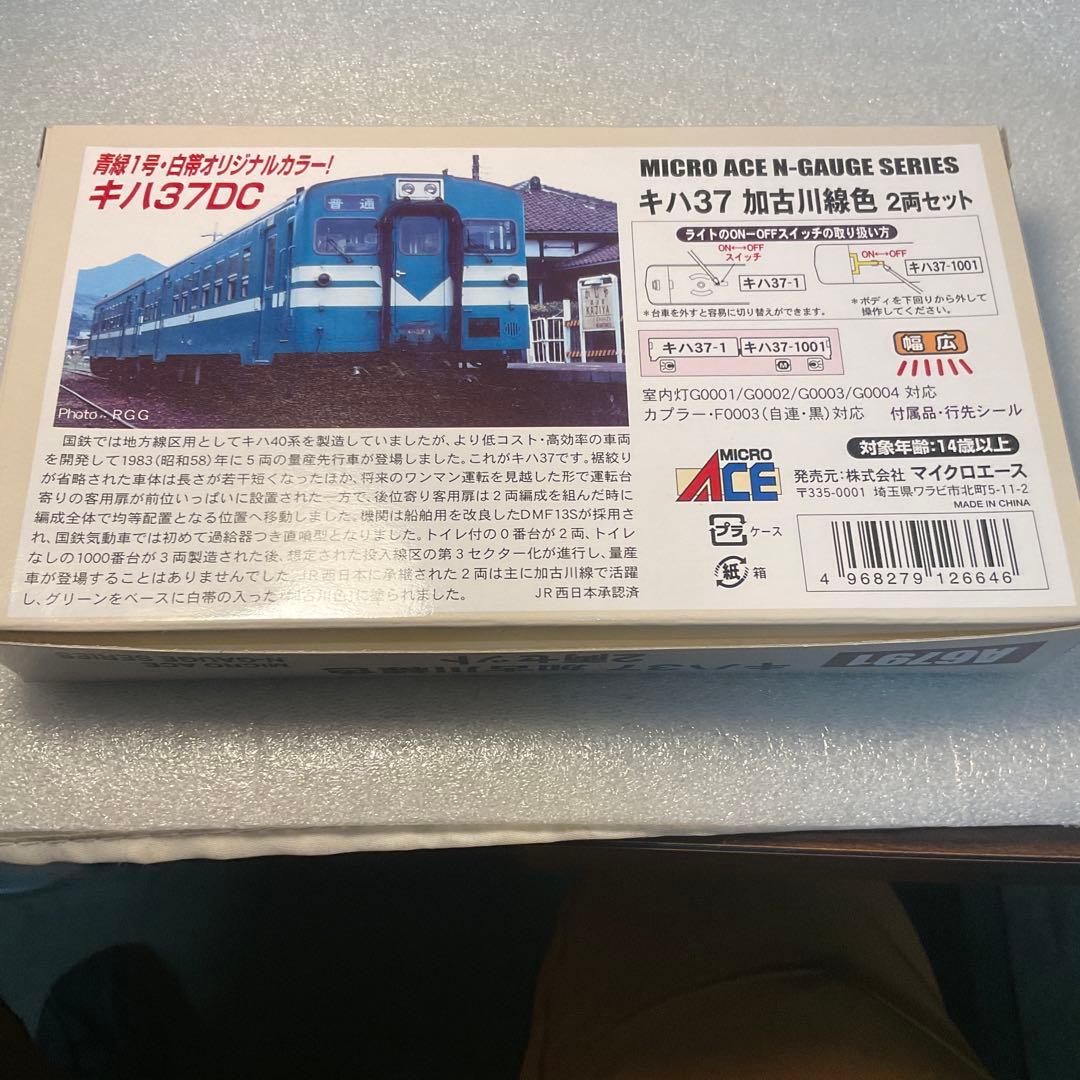 青緑1号・白帯オリジナルカラー!
キハ37DC
普通
キハ37 1
かじや
KAJIYA
Photo : RGG
国鉄では地方線区用としてキハ40系を製造していましたが、より低コスト・高効率の車両
を開発して1983(昭和58)年に5両の量産先行車が登場しました。これがキハ37です。裾絞り
が省略された車体は長さが若干短くなったほか、将来のワンマン運転を見越した形で運転台
寄りの客用扉が前位いっぱいに設置された一方で、後位寄り客用扉は2両編成を組んだ時に
編成全体で均等配置となる位置へ移動しました。機関は船舶用を改良したDMF13Sが採用さ
れ、国鉄気動車では初めて過給器つき直噴型となりました。トイレ付の0番台が2両、トイレ
なしの1000番台が3両製造された後、想定された投入線区の第3セクター化が進行し、量産
車が登場することはありませんでした。JR西日本に承継された2両は主に加古川線で活躍
し、グリーンをベースに白帯の入った「加古川色」に塗られました。
JR西日本承認済
MICRO ACE N-GAUGE SERIES
キハ37 加古川線色 2両セット
ライトのON−OFFスイッチの取り扱い方
ON↔OFF
スイッチ
キハ37-1
*台車を外すと容易に切り替えができます。
ON↔OFF
キハ37-1001
*ボディを下回りから外して
操作してください。
キハ37-1 キハ37-1001
C M C
幅広
室内灯G0001/G0002/G0003/G0004 対応
カプラー・F0003(自連・黒)対応 付属品・行先シール
対象年齢:14歳以上
MICRO
ACE
発売元:株式会社 マイクロエース
〒335-0001 埼玉県ワラビ市北町5-11-2
MADE IN CHINA
プラ ケース
紙 箱
4 968279 126646
A6791
キハ37 加古川線色
2両セット
MICRO ACE
N-GAUGE SERIES